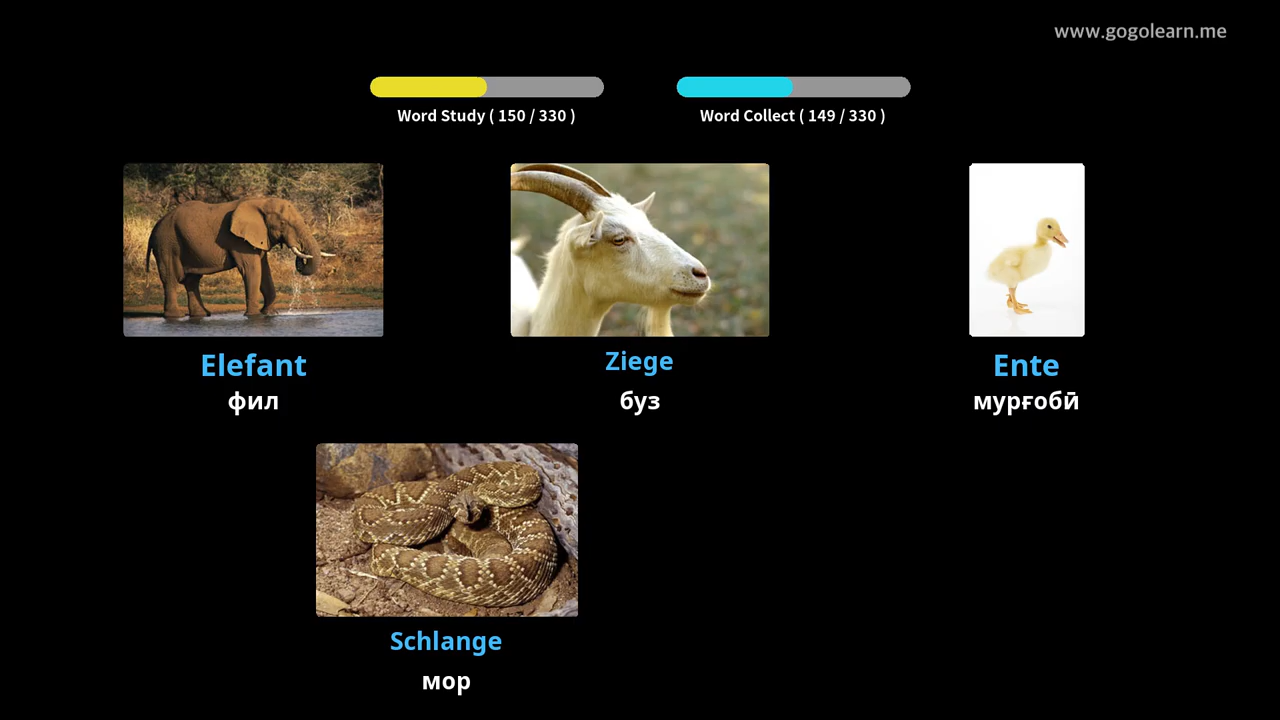 www.gogolearn.me
Word Study ( 150 / 330 )
Word Collect ( 149 / 330 )
Elefant
фил
Ziege
буз
Ente
мурғобӣ
Schlange
мор